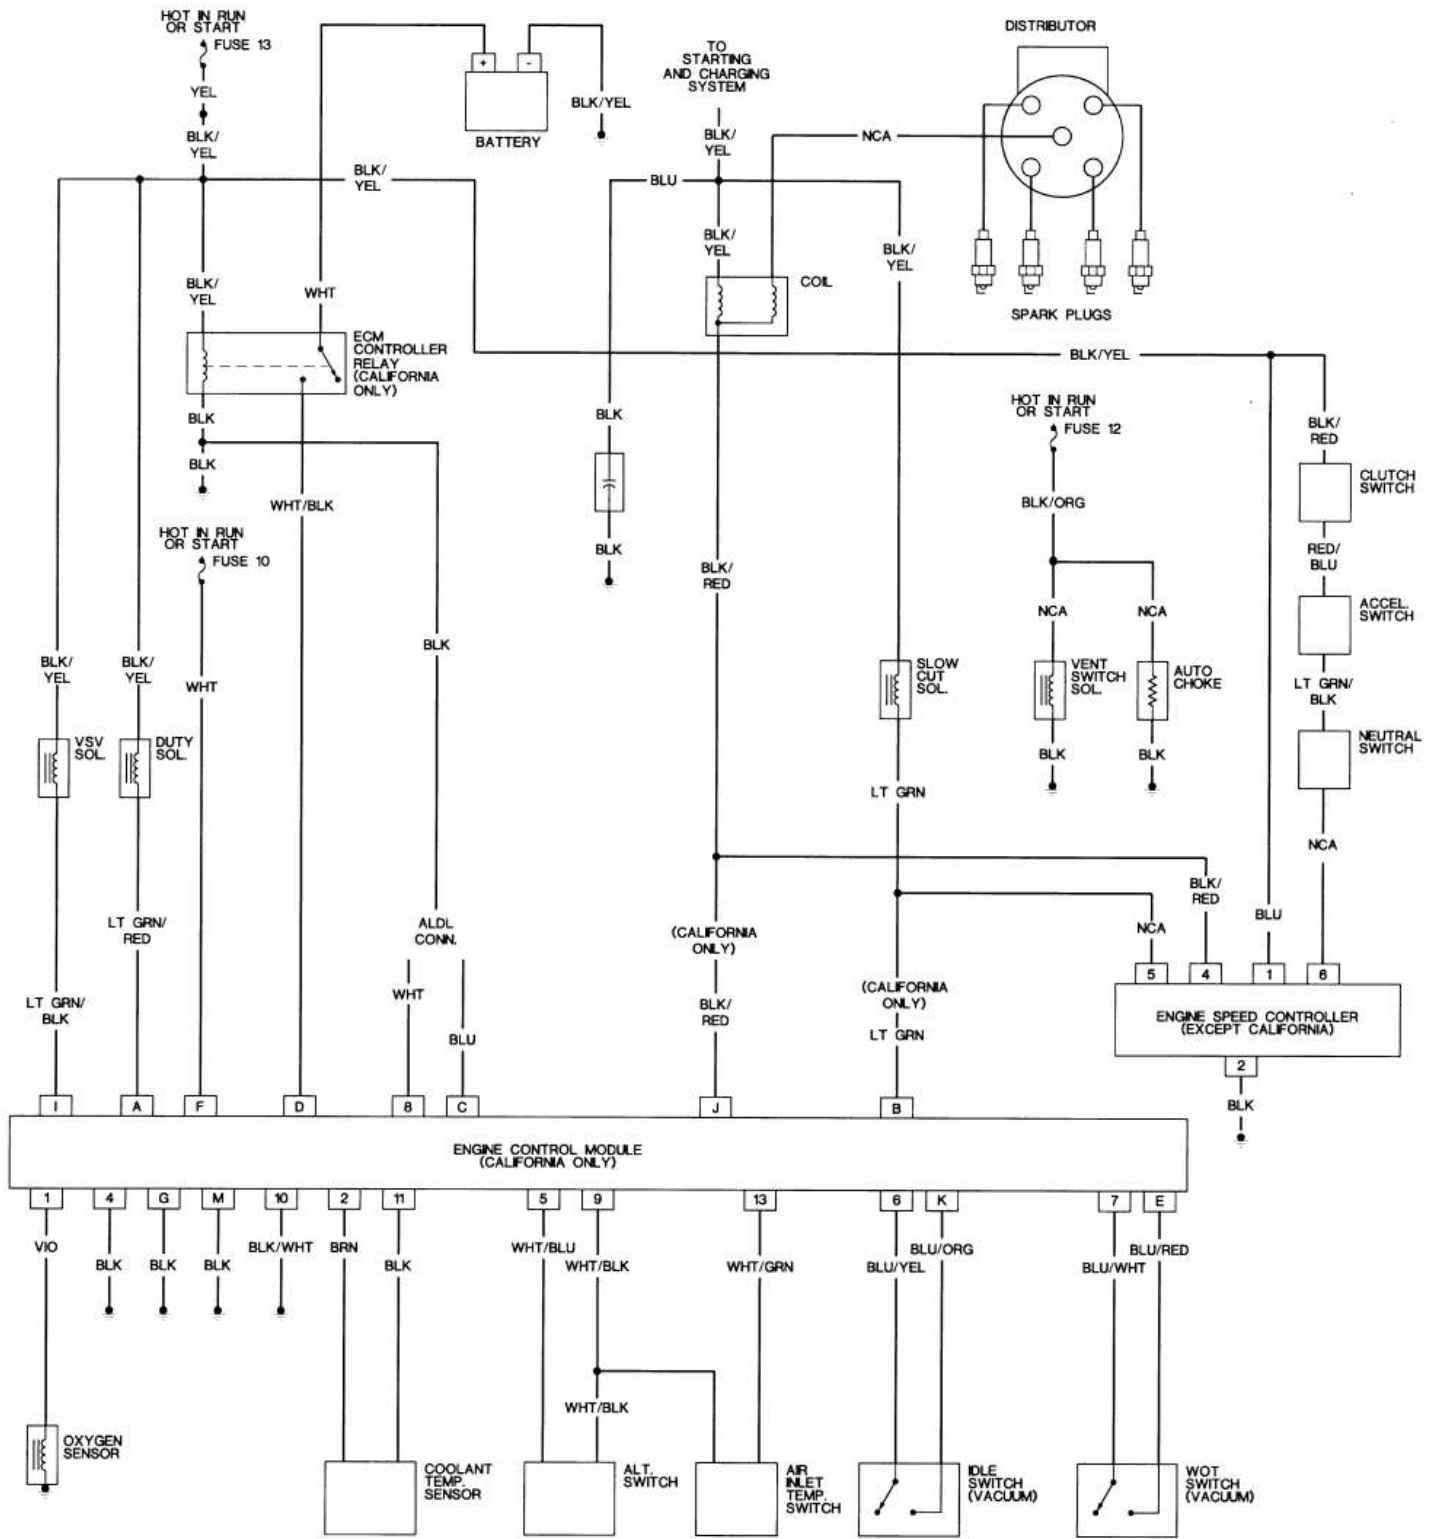 HOT IN RUN
OR START
FUSE 13
YEL
BLK/
YEL
BLK/
YEL
BLK/
YEL
WHT
+
-
BATTERY
BLK/YEL
TO
STARTING
AND CHARGING
SYSTEM
BLK/
YEL
BLU
BLK/
YEL
NCA
BLK/
YEL
COIL
DISTRIBUTOR
SPARK PLUGS
ECM
CONTROLLER
RELAY
(CALIFORNIA
ONLY)
BLK
BLK
WHT/BLK
HOT IN RUN
OR START
FUSE 10
BLK
BLK
BLK/
RED
BLK/YEL
HOT IN RUN
OR START
FUSE 12
BLK/ORG
NCA
NCA
BLK/
RED
CLUTCH
SWITCH
RED/
BLU
ACCEL.
SWITCH
LT GRN/
BLK
NEUTRAL
SWITCH
NCA
BLK/
YEL
BLK/
YEL
WHT
BLK
VSV
SOL.
DUTY
SOL.
SLOW
CUT
SOL.
VENT
SWITCH
SOL.
AUTO
CHOKE
BLK
BLK
LT GRN
LT GRN/
RED
LT GRN/
BLK
ALDL
CONN.
WHT
BLU
(CALIFORNIA
ONLY)
BLK/
RED
(CALIFORNIA
ONLY)
LT GRN
BLK/
RED
NCA
BLU
5
4
1
6
ENGINE SPEED CONTROLLER
(EXCEPT CALIFORNIA)
2
BLK
I
A
F
D
8
C
J
B
ENGINE CONTROL MODULE
(CALIFORNIA ONLY)
1
4
G
M
10
2
11
5
9
13
6
K
7
E
VIO
BLK
BLK
BLK
BLK/WHT
BRN
BLK
WHT/BLU
WHT/BLK
WHT/GRN
BLU/YEL
BLU/ORG
BLU/WHT
BLU/RED
WHT/BLK
OXYGEN
SENSOR
COOLANT
TEMP.
SENSOR
ALT.
SWITCH
AIR
INLET
TEMP.
SWITCH
IDLE
SWITCH
(VACUUM)
WOT
SWITCH
(VACUUM)